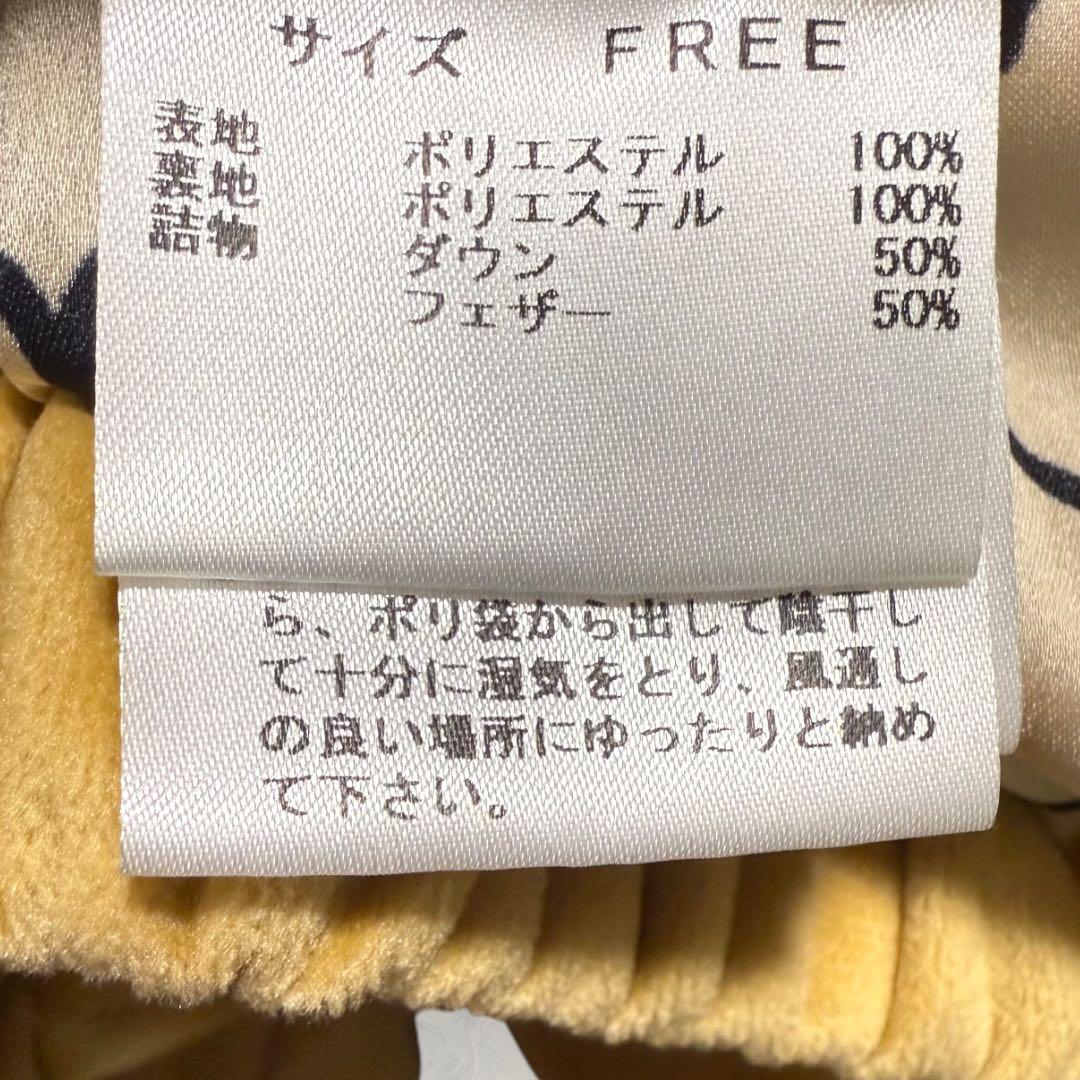 サイズ FREE
表地 ポリエステル 100%
裏地 ポリエステル 100%
詰物 ダウン 50%
フェザー 50%
ら、ポリ袋から出して陰干し
て十分に湿気をとり、風通し
の良い場所にゆったりと納め
て下さい。